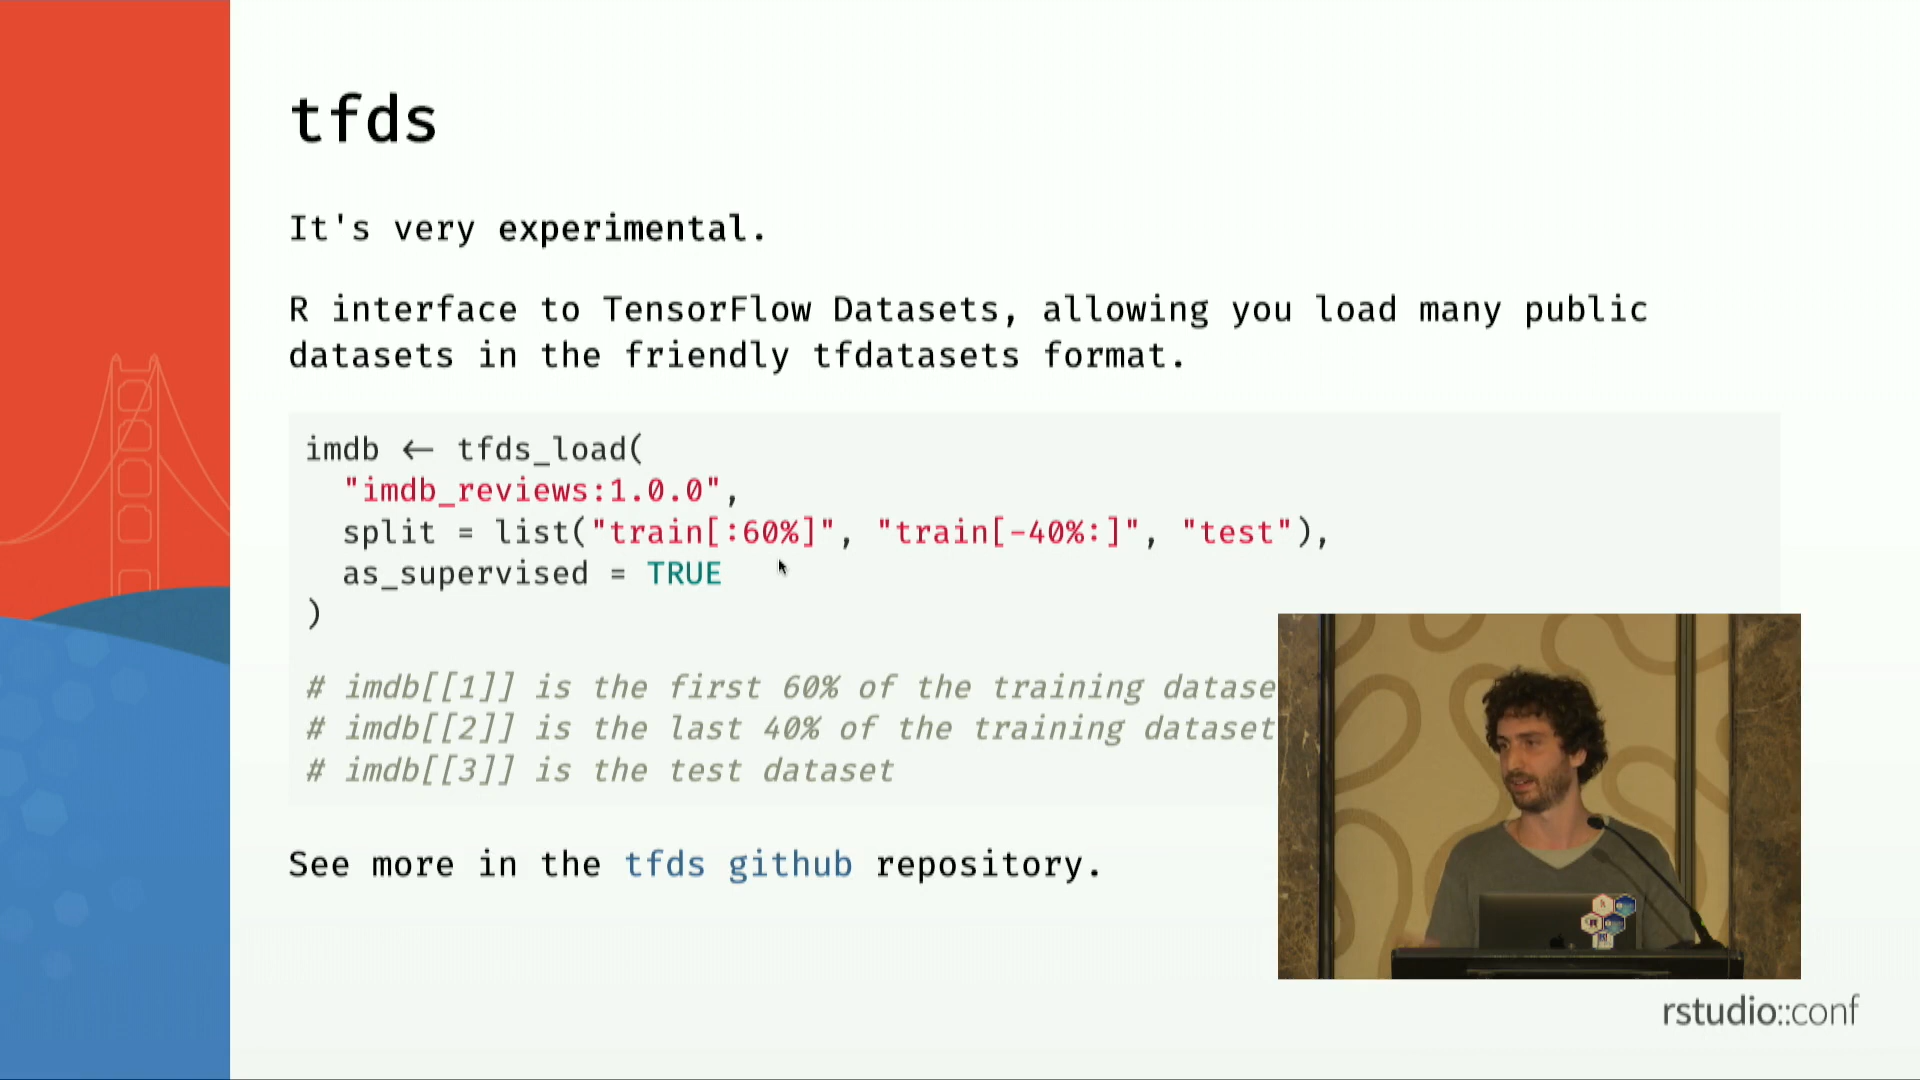 tfds
It's very experimental.
R interface to TensorFlow Datasets, allowing you load many public
datasets in the friendly tfdatasets format.
imdb ← tfds_load(
"imdb_reviews:1.0.0",
split = list("train[:60%]", "train[-40%:]", "test"),
as_supervised = TRUE
)
# imdb[[1]] is the first 60% of the training datase
# imdb[[2]] is the last 40% of the training dataset
# imdb[[3]] is the test dataset
See more in the tfds github repository.
rstudio::conf